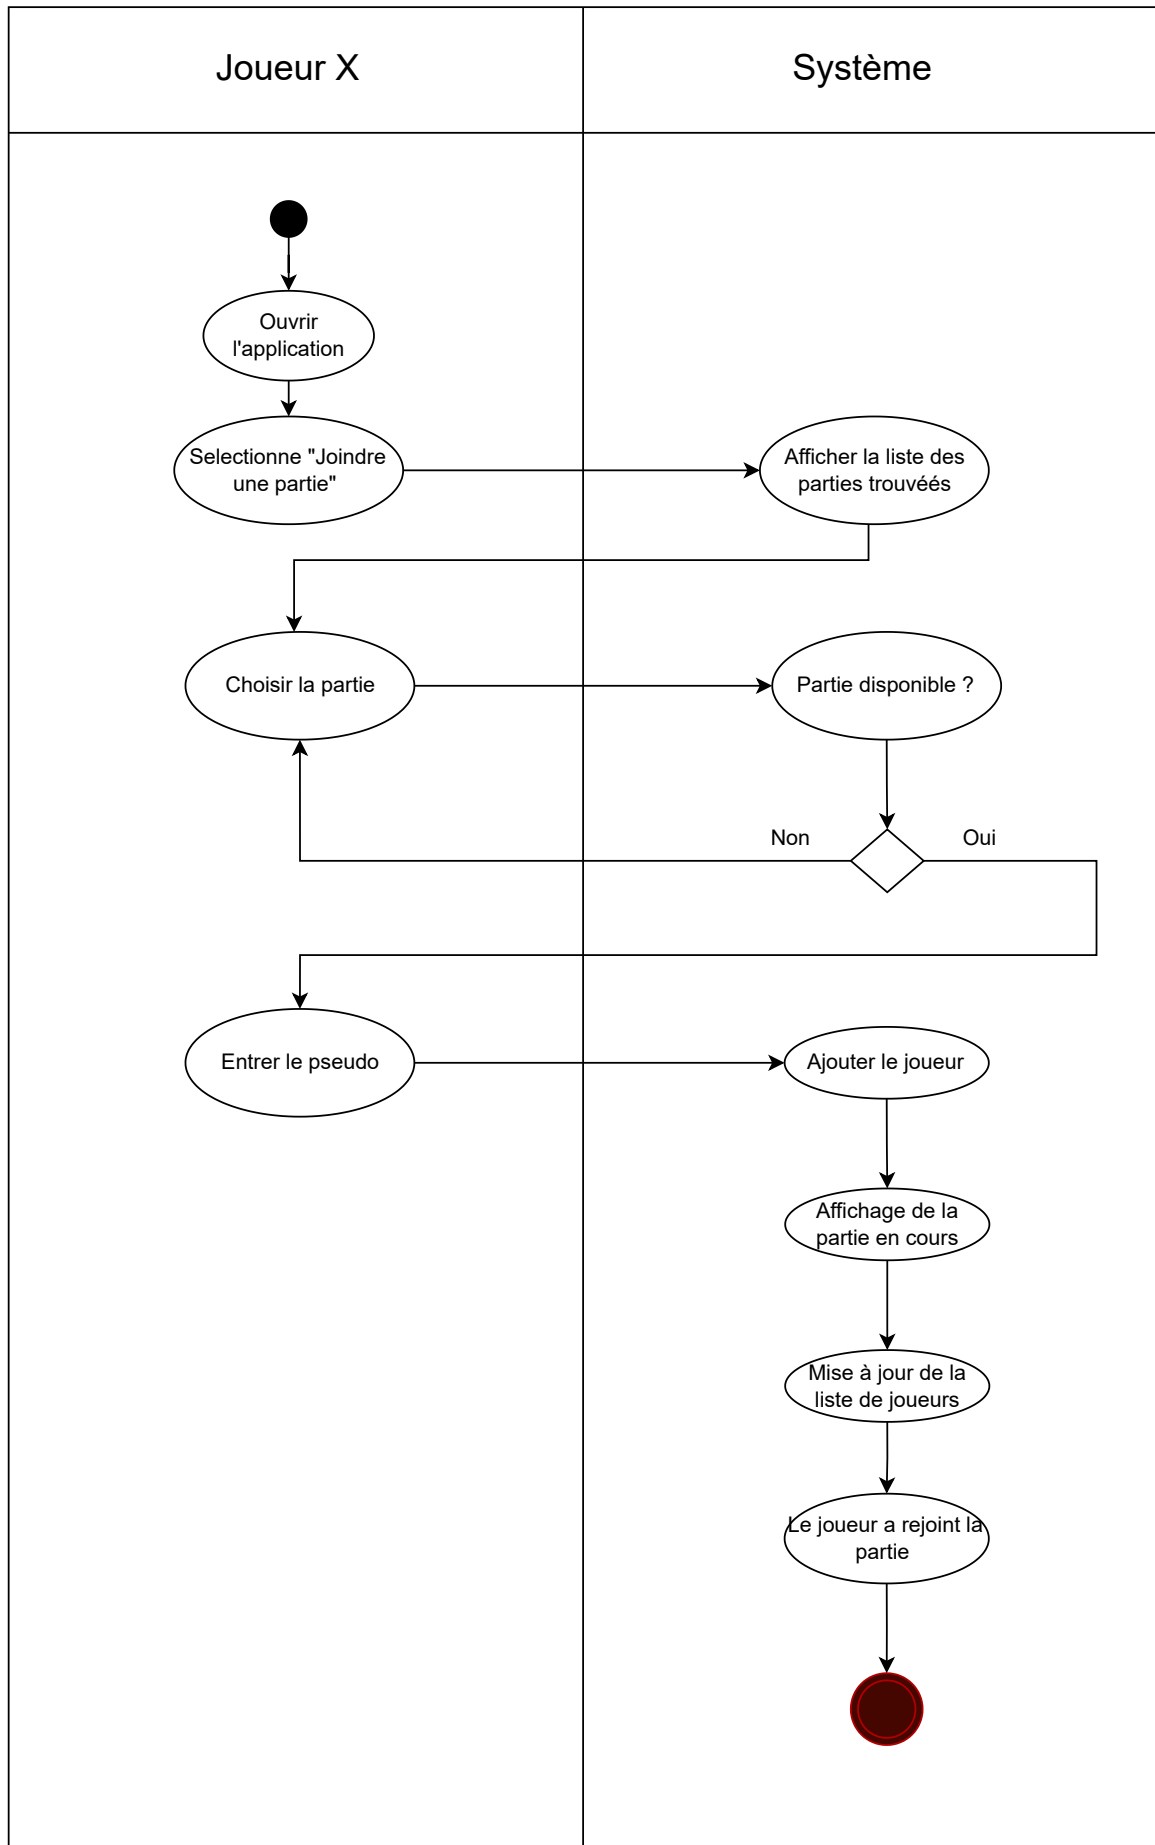 Joueur X
Système
Ouvrir
l'application
Selectionne "Joindre
une partie"
Afficher la liste des
parties trouvéés
Choisir la partie
Partie disponible ?
Non
Oui
Entrer le pseudo
Ajouter le joueur
Affichage de la
partie en cours
Mise à jour de la
liste de joueurs
Le joueur a rejoint la
partie